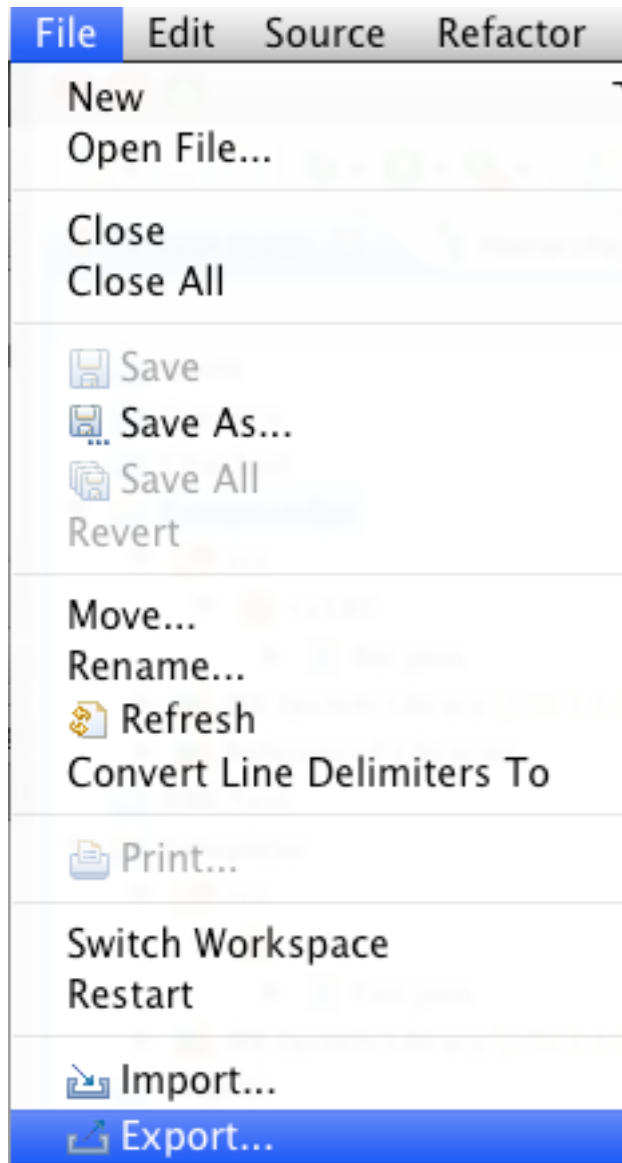 File Edit Source Refactor
New
Open File...
Close
Close All
Save
Save As...
Save All
Revert
Move...
Rename...
Refresh
Convert Line Delimiters To
Print...
Switch Workspace
Restart
Import...
Export...